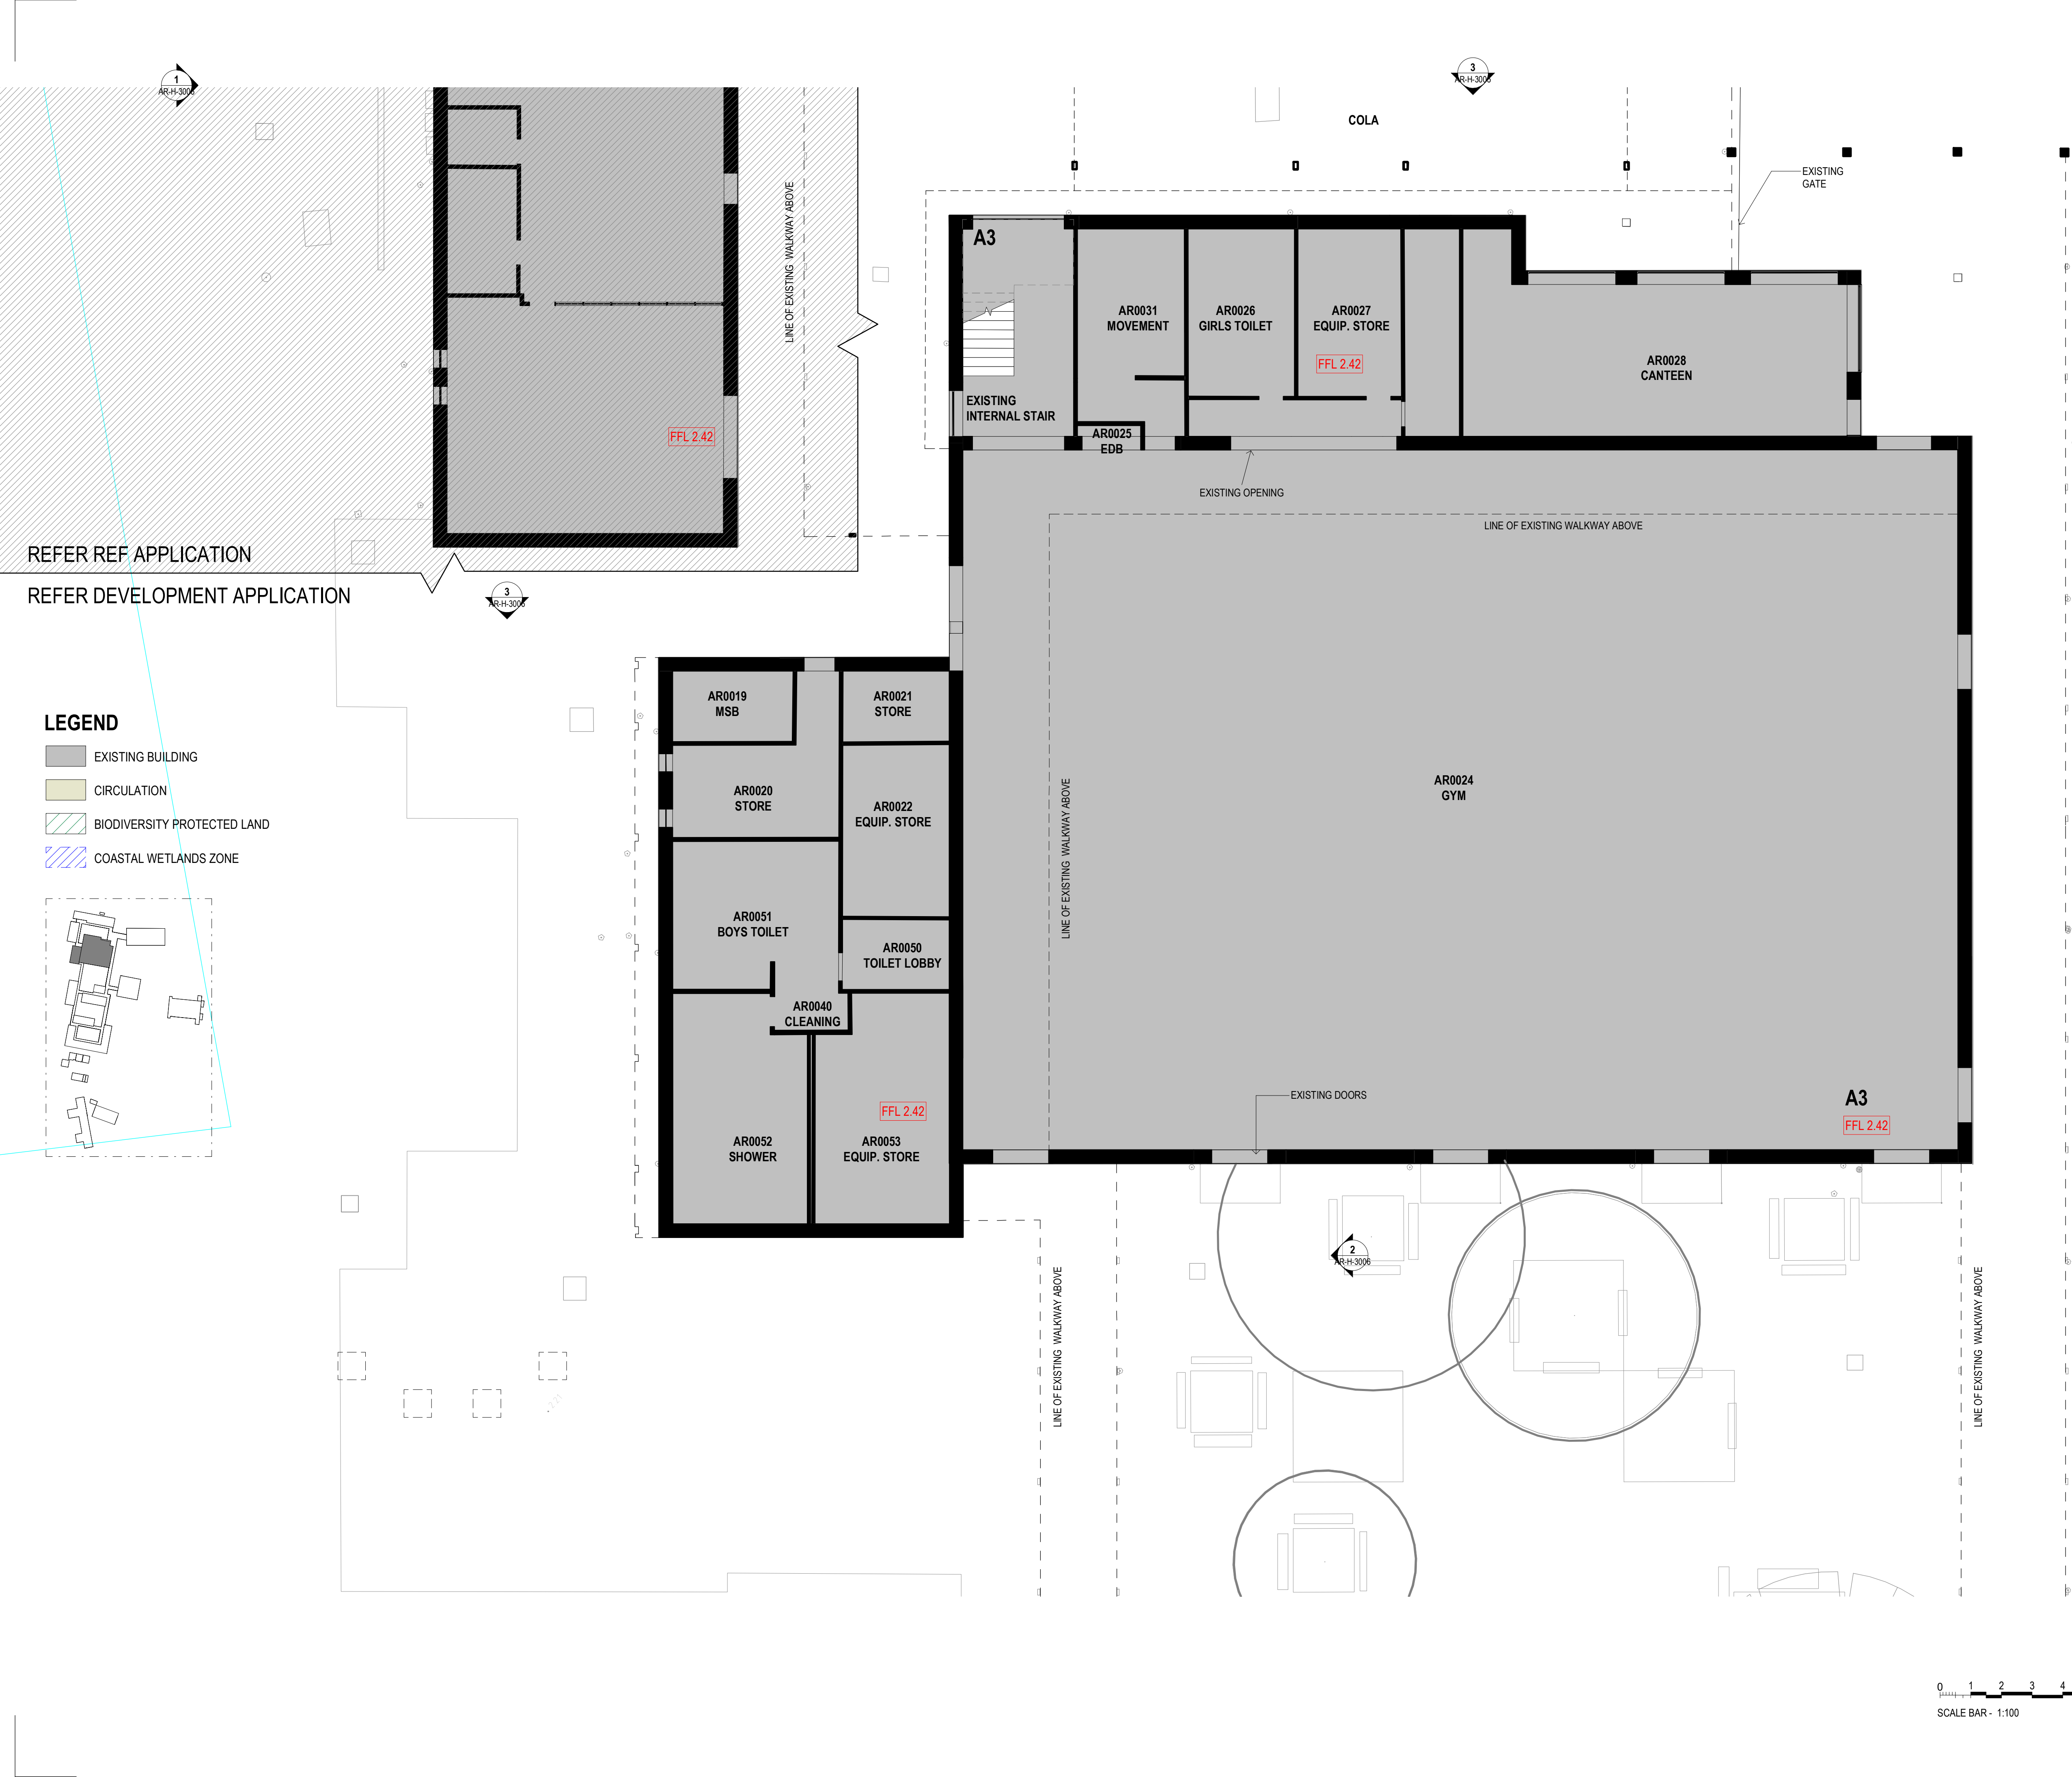 1
AR-H-3006
3
AR-H-3006
COLA
EXISTING
GATE
LINE OF EXISTING WALKWAY ABOVE
A3
AR0031
MOVEMENT
AR0026
GIRLS TOILET
AR0027
EQUIP. STORE
FFL 2.42
AR0028
CANTEEN
EXISTING
INTERNAL STAIR
AR0025
EDB
FFL 2.42
EXISTING OPENING
LINE OF EXISTING WALKWAY ABOVE
REFER REF APPLICATION
REFER DEVELOPMENT APPLICATION
3
AR-H-3006
LEGEND
EXISTING BUILDING
CIRCULATION
BIODIVERSITY PROTECTED LAND
COASTAL WETLANDS ZONE
AR0019
MSB
AR0021
STORE
AR0020
STORE
AR0022
EQUIP. STORE
AR0024
GYM
LINE OF EXISTING WALKWAY ABOVE
AR0051
BOYS TOILET
AR0050
TOILET LOBBY
AR0040
CLEANING
AR0052
SHOWER
FFL 2.42
AR0053
EQUIP. STORE
EXISTING DOORS
A3
FFL 2.42
2
AR-H-3006
LINE OF EXISTING WALKWAY ABOVE
LINE OF EXISTING WALKWAY ABOVE
0 1 2 3 4
SCALE BAR - 1:100